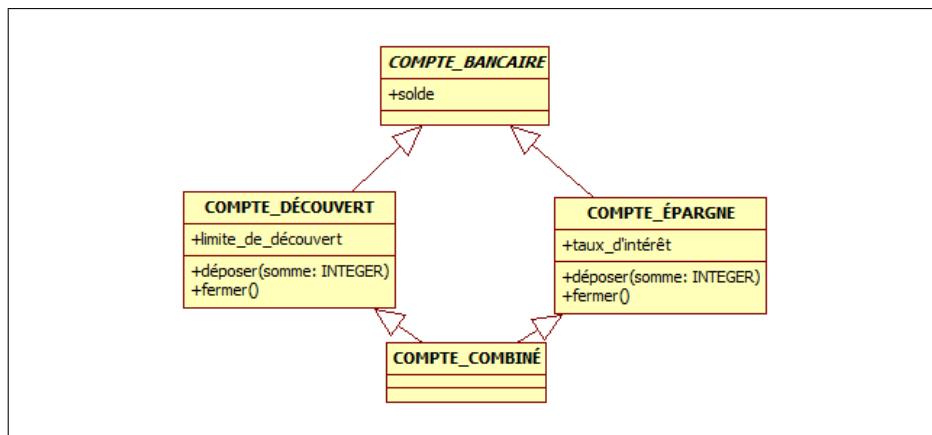 COMPTE_BANCAIRE
+solde
COMPTE_DÉCOUVERT
+limite_de_découvert
+déposer(somme: INTEGER)
+fermer()
COMPTE_ÉPARGNE
+taux_d'intérêt
+déposer(somme: INTEGER)
+fermer()
COMPTE_COMBINÉ